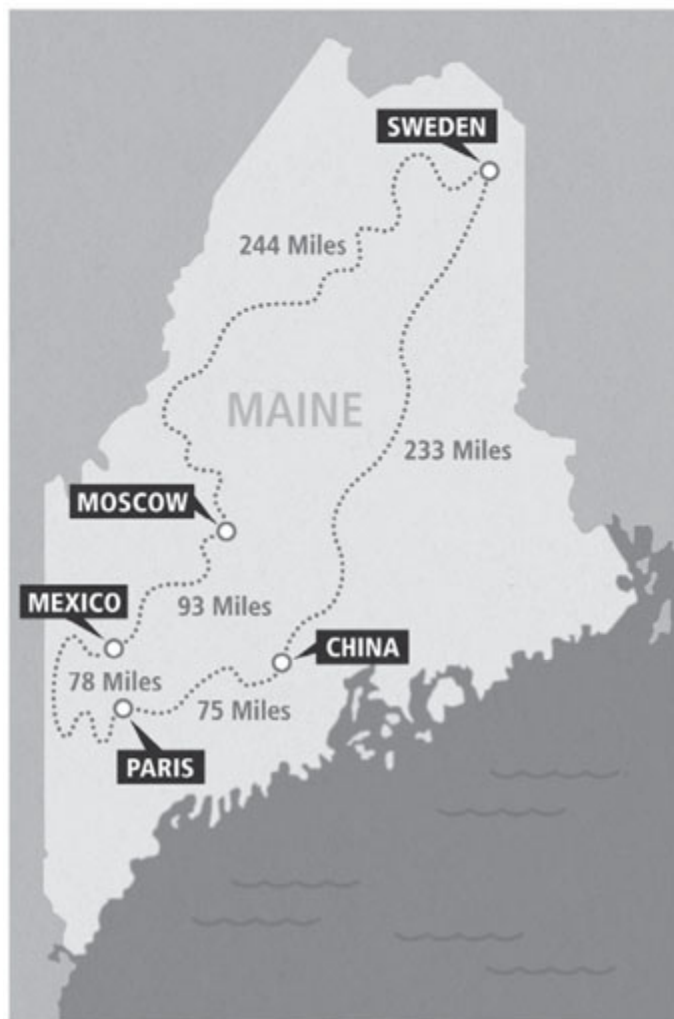 SWEDEN
244 Miles
MAINE
233 Miles
MOSCOW
MEXICO
93 Miles
CHINA
78 Miles
75 Miles
PARIS